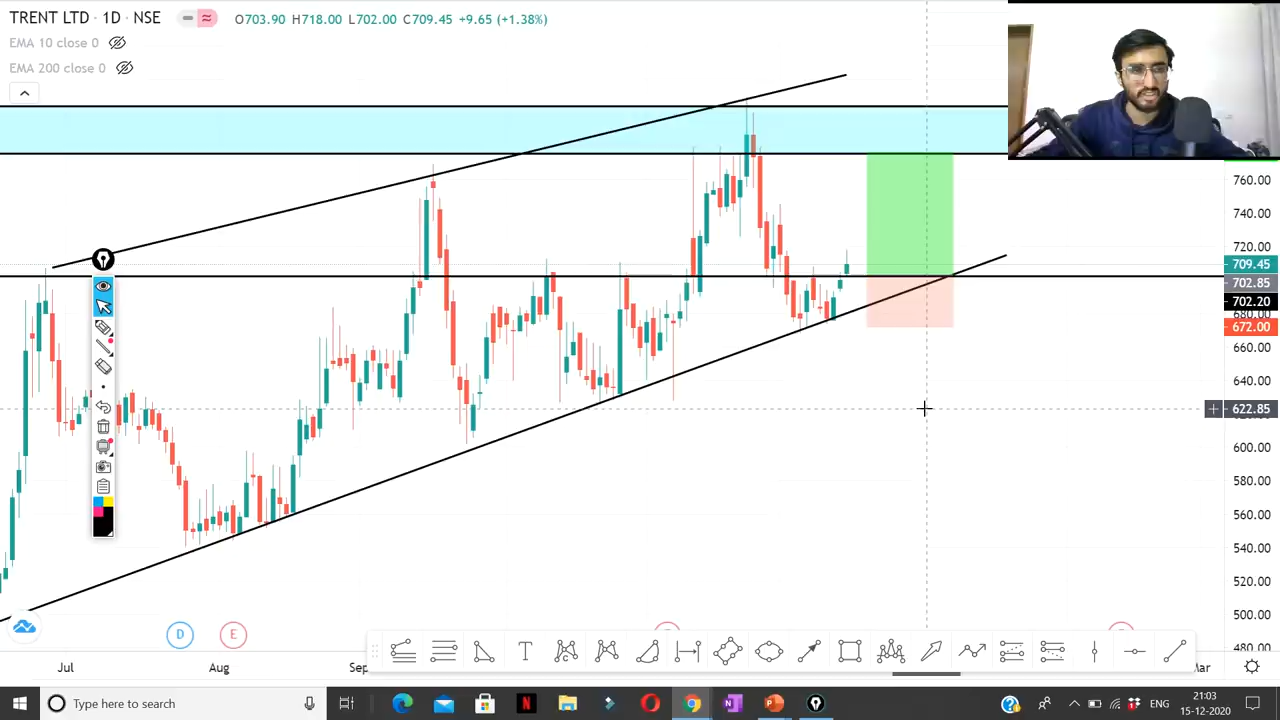 TRENT LTD · 1D · NSE
O703.90 H718.00 L702.00 C709.45 +9.65 (+1.38%)
EMA 10 close 0
EMA 200 close 0
760.00
740.00
720.00
709.45
702.85
702.20
680.00
672.00
660.00
640.00
622.85
600.00
580.00
560.00
540.00
520.00
500.00
480.00
D
E
T
C
Jul
Aug
Sep
Mar
Type here to search
N
ENG
21:03
15-12-2020